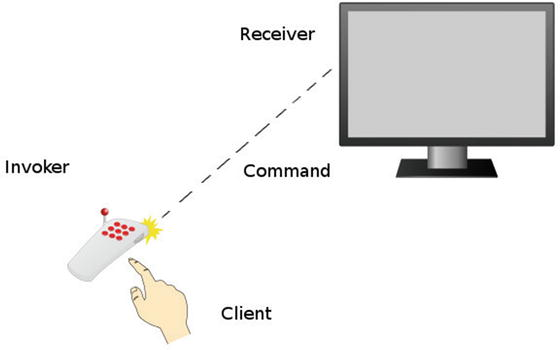 Receiver
Invoker
Command
Client